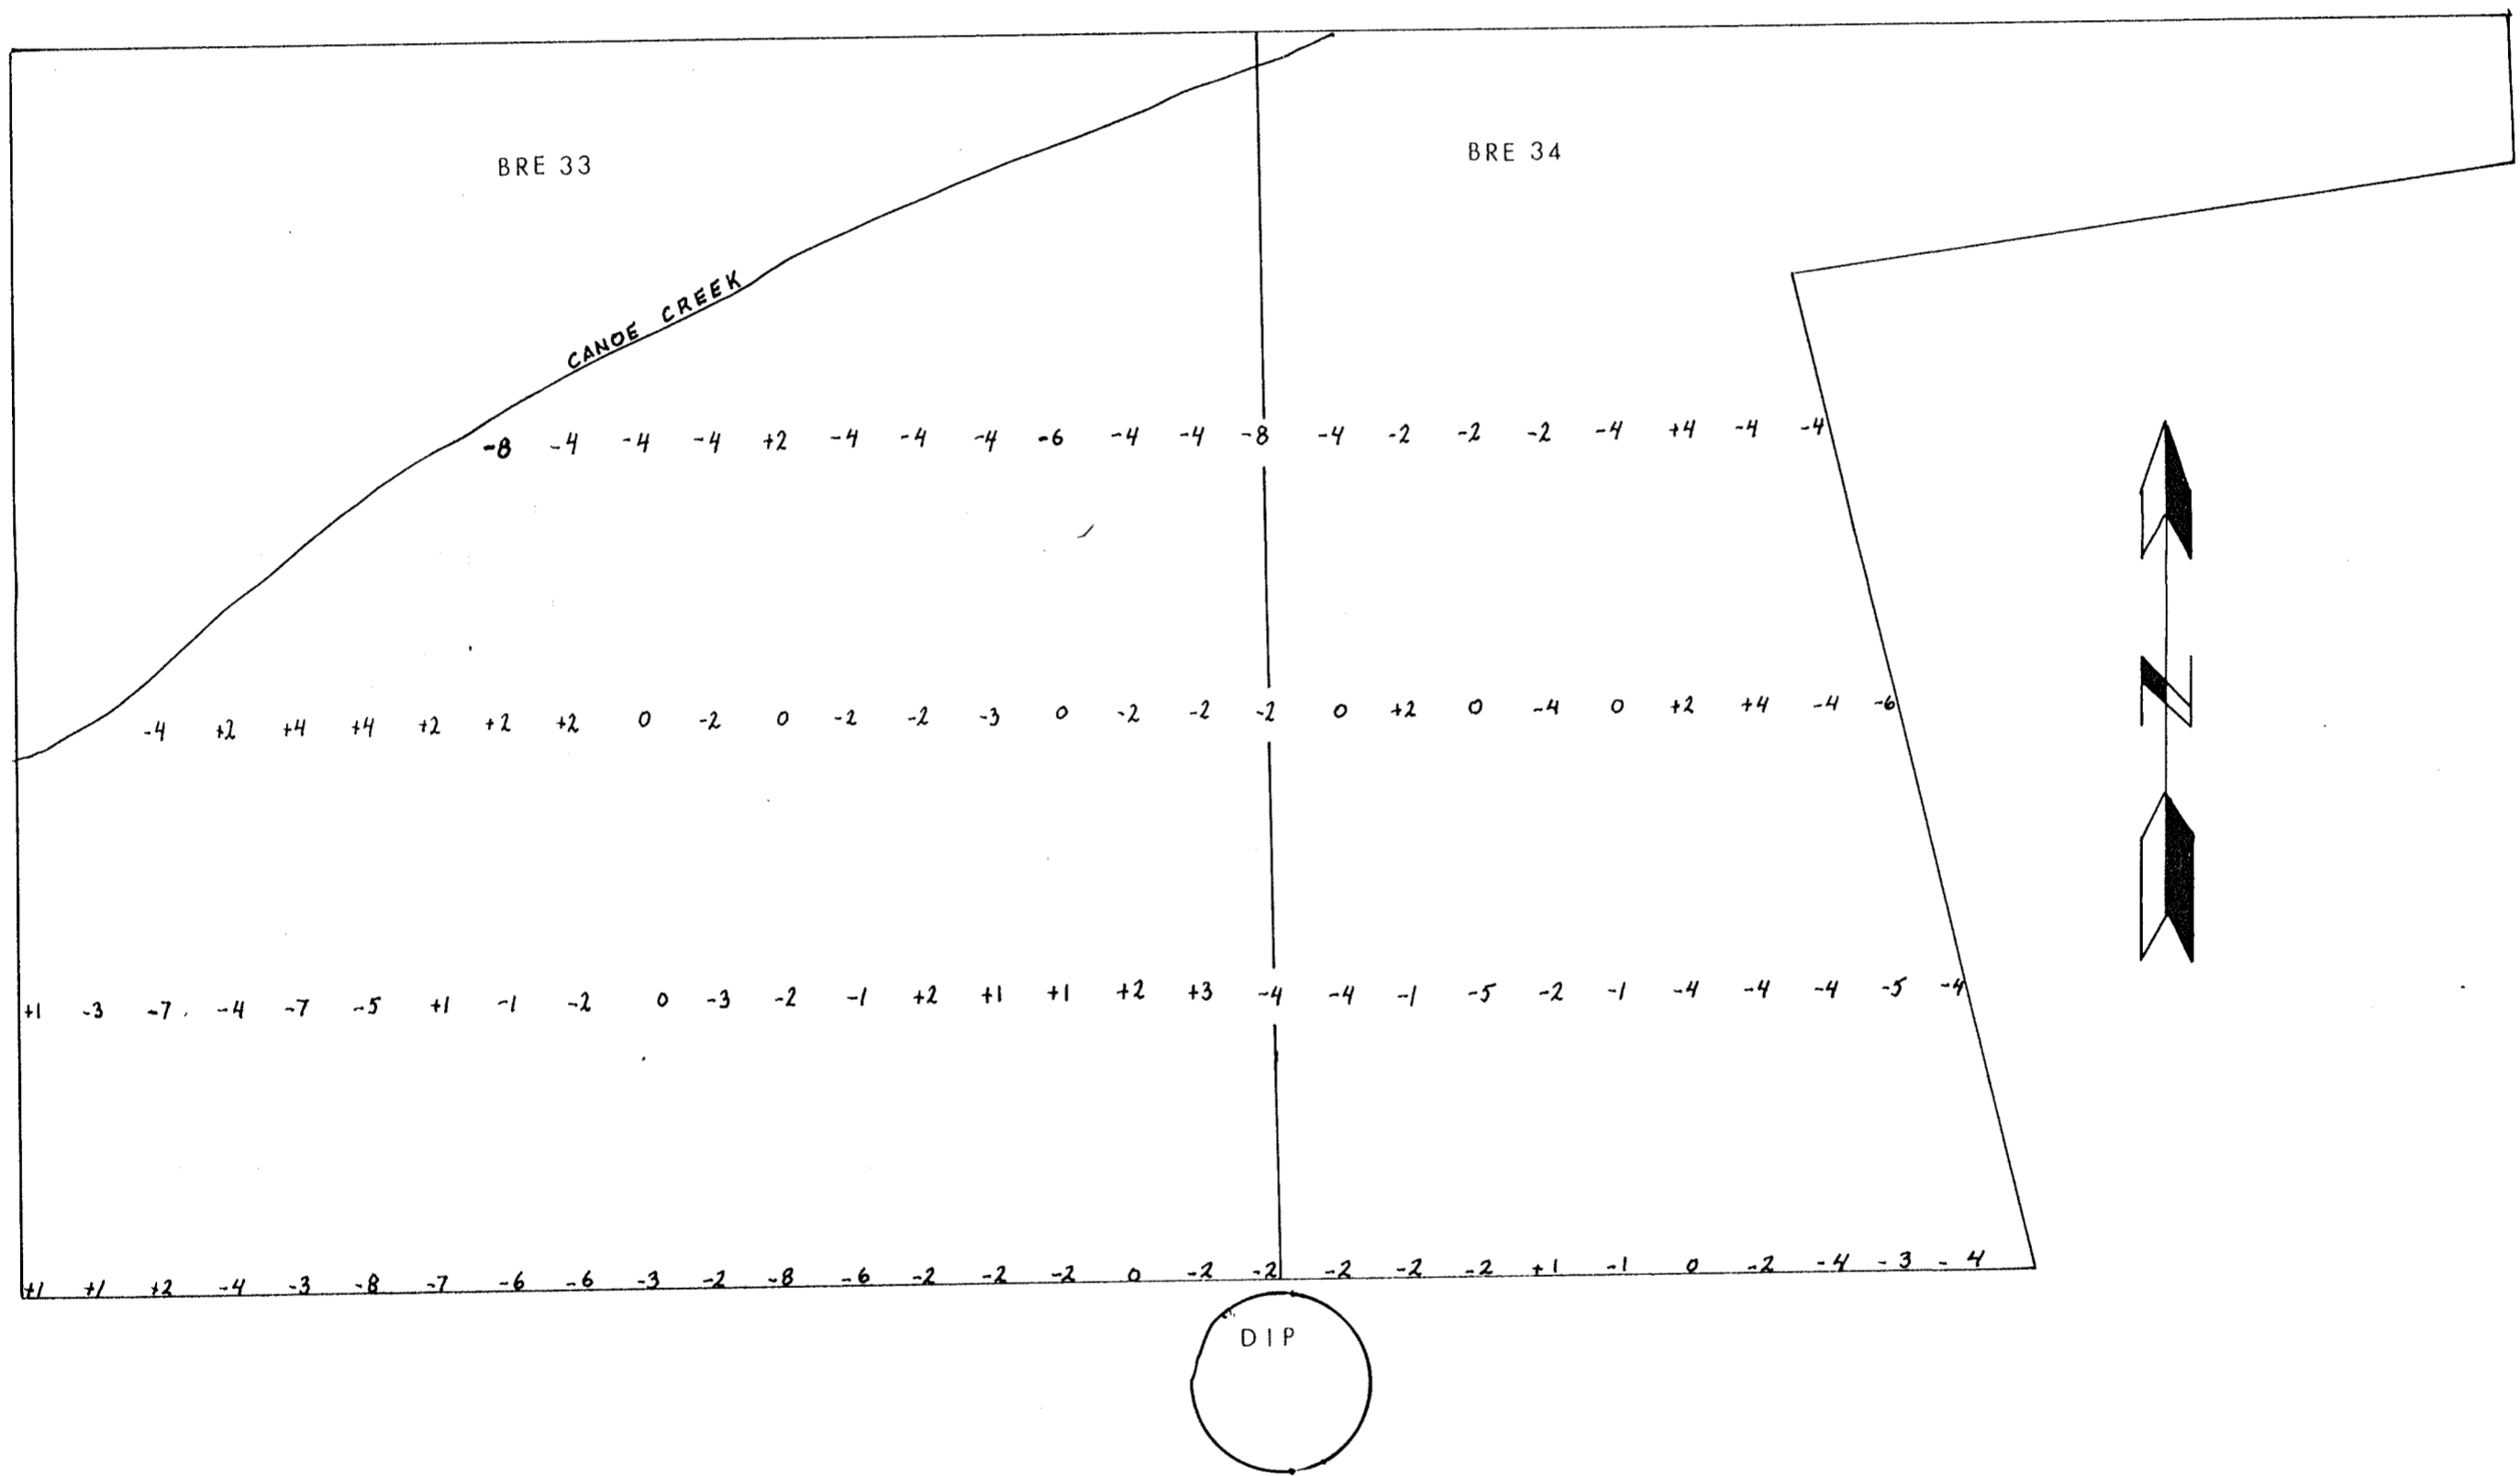 BRE 33
BRE 34
CANOE CREEK
-8 -4 -4 -4 +2 -4 -4 -4 -6 -4 -4 -8 -4 -2 -2 -2 -4 +4 -4 -4
N
-4 +2 +4 +4 +2 +2 +2 0 -2 0 -2 -2 -3 0 -2 -2 -2 0 +2 0 -4 0 +2 +4 -4 -6
+1 -3 -7 -4 -7 -5 +1 -1 -2 0 -3 -2 -1 +2 +1 +1 +2 +3 -4 -4 -1 -5 -2 -1 -4 -4 -4 -5 -4
+1 +1 +2 -4 -3 -8 -7 -6 -6 -3 -2 -8 -6 -2 -2 -2 0 -2 -2 -2 -2 -2 +1 -1 0 -2 -4 -3 -4
DIP